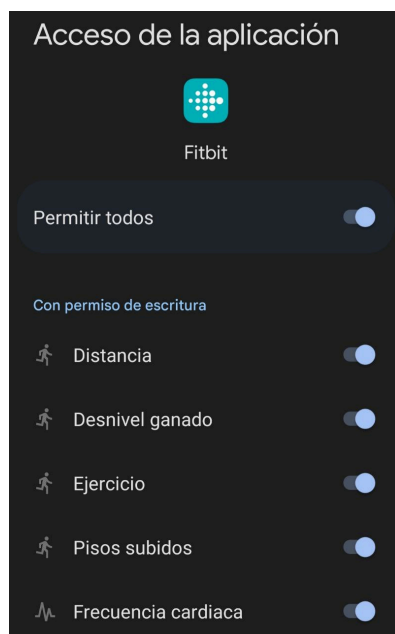 Acceso de la aplicación
Fitbit
Permitir todos
Con permiso de escritura
Distancia
Desnivel ganado
Ejercicio
Pisos subidos
Frecuencia cardiaca